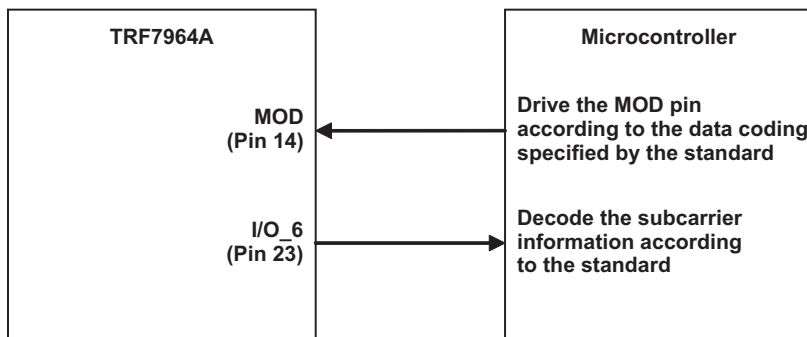 TRF7964A
Microcontroller
MOD
(Pin 14)
Drive the MOD pin
according to the data coding
specified by the standard
I/O_6
(Pin 23)
Decode the subcarrier
information according
to the standard